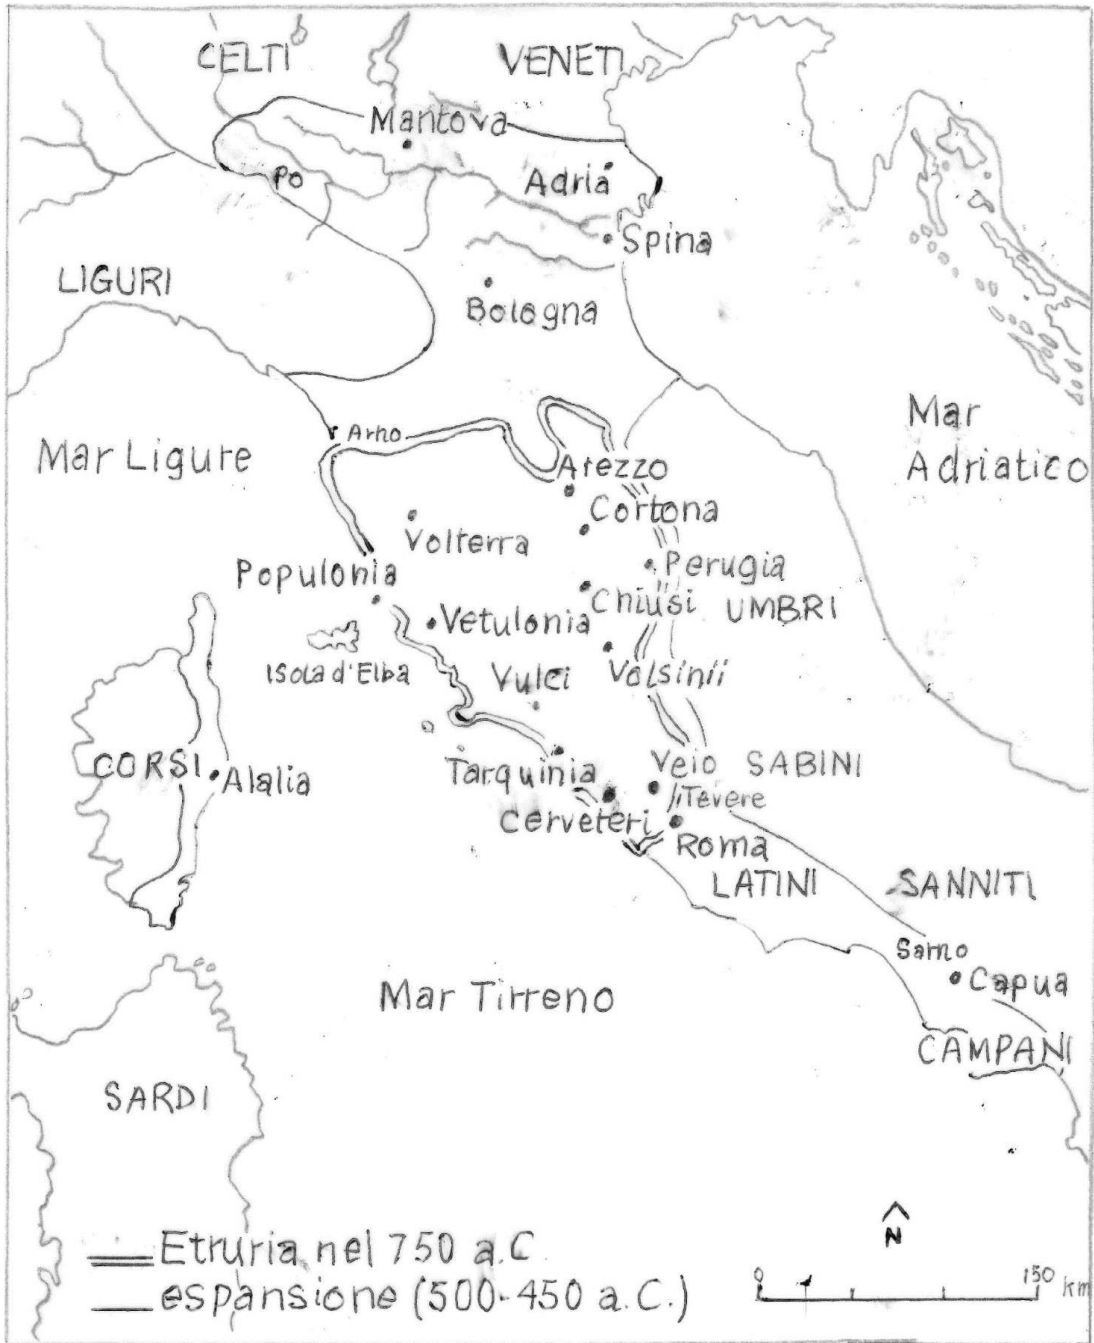 CELTI
VENETI
Mantova
Po
Adria
Spina
LIGURI
Bologna
Mar Ligure
Arno
Mar
Adriatico
Arezzo
Cortona
Volterra
Populonia
Perugia
Chiusi
UMBRI
Vetulonia
Isola d'Elba
Vulci
Volsinii
CORSI
Alalia
Tarquinia
Veio
SABINI
Tevere
Cerveteri
Roma
LATINI
SANNITI
Sarno
Capua
Mar Tirreno
CAMPANI
SARDI
N
Etruria nel 750 a.C
espansione (500-450 a.C.)
0
150 km